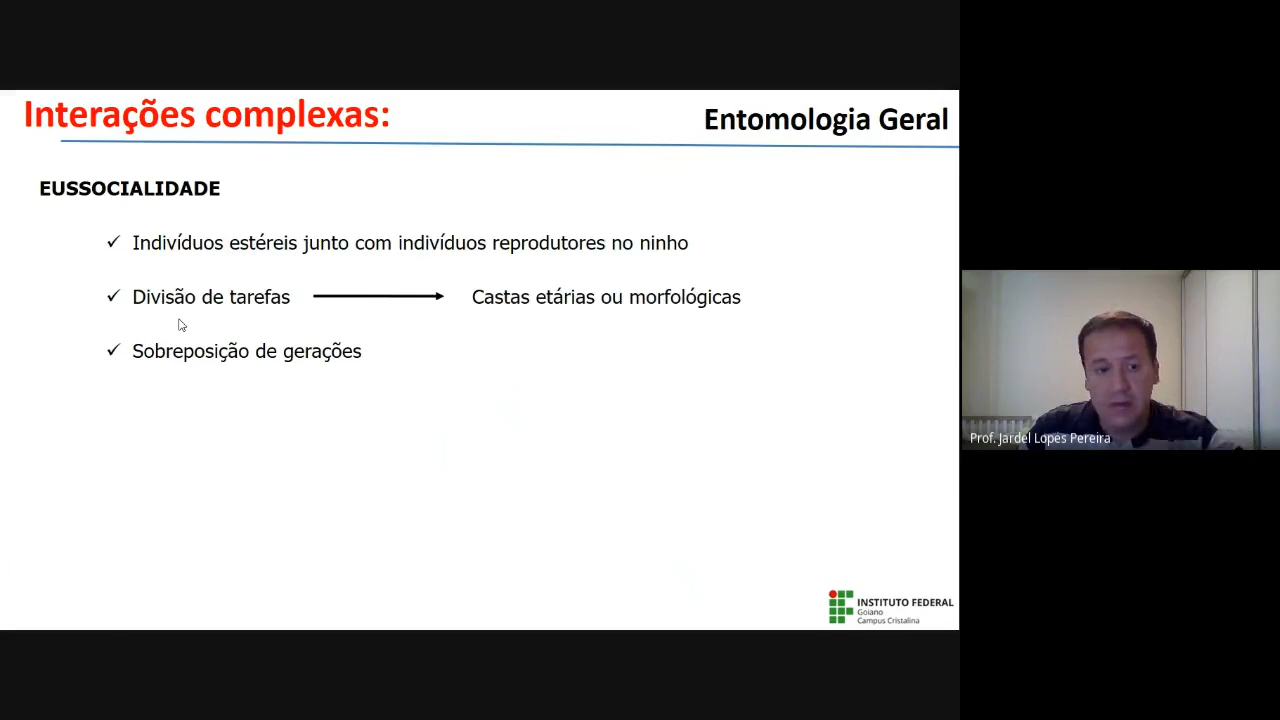 Interações complexas:
Entomologia Geral
EUSSOCIALIDADE
✓ Indivíduos estéreis junto com indivíduos reprodutores no ninho
✓ Divisão de tarefas → Castas etárias ou morfológicas
✓ Sobreposição de gerações
Prof. Jardel Lopes Pereira
INSTITUTO FEDERAL
Goiano
Campus Cristalina